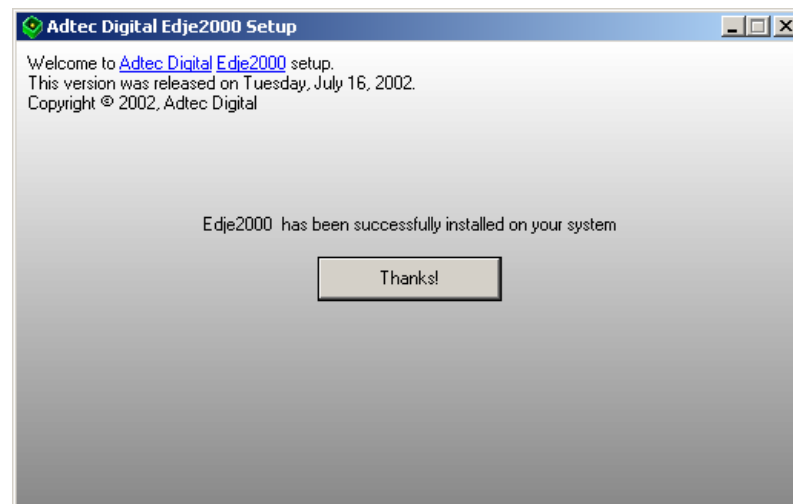 Adtec Digital Edje2000 Setup
Welcome to Adtec Digital Edje2000 setup.
This version was released on Tuesday, July 16, 2002.
Copyright © 2002, Adtec Digital
Edje2000  has been successfully installed on your system
Thanks!